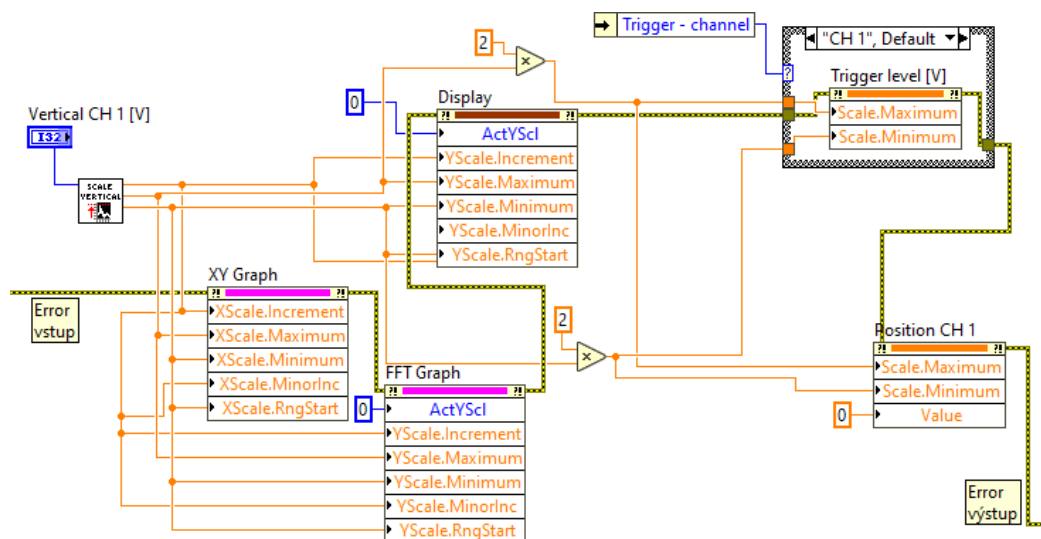 2
Trigger - channel
"CH 1", Default
?
Trigger level [V]
Scale.Maximum
Scale.Minimum
Vertical CH 1 [V]
I32
SCALE
VERTICAL
0
Display
ActYScl
YScale.Increment
YScale.Maximum
YScale.Minimum
YScale.MinorInc
YScale.RngStart
Error
vstup
XY Graph
XScale.Increment
XScale.Maximum
XScale.Minimum
XScale.MinorInc
XScale.RngStart
0
FFT Graph
ActYScl
YScale.Increment
YScale.Maximum
YScale.Minimum
YScale.MinorInc
YScale.RngStart
2
Position CH 1
Scale.Maximum
Scale.Minimum
0
Value
Error
výstup